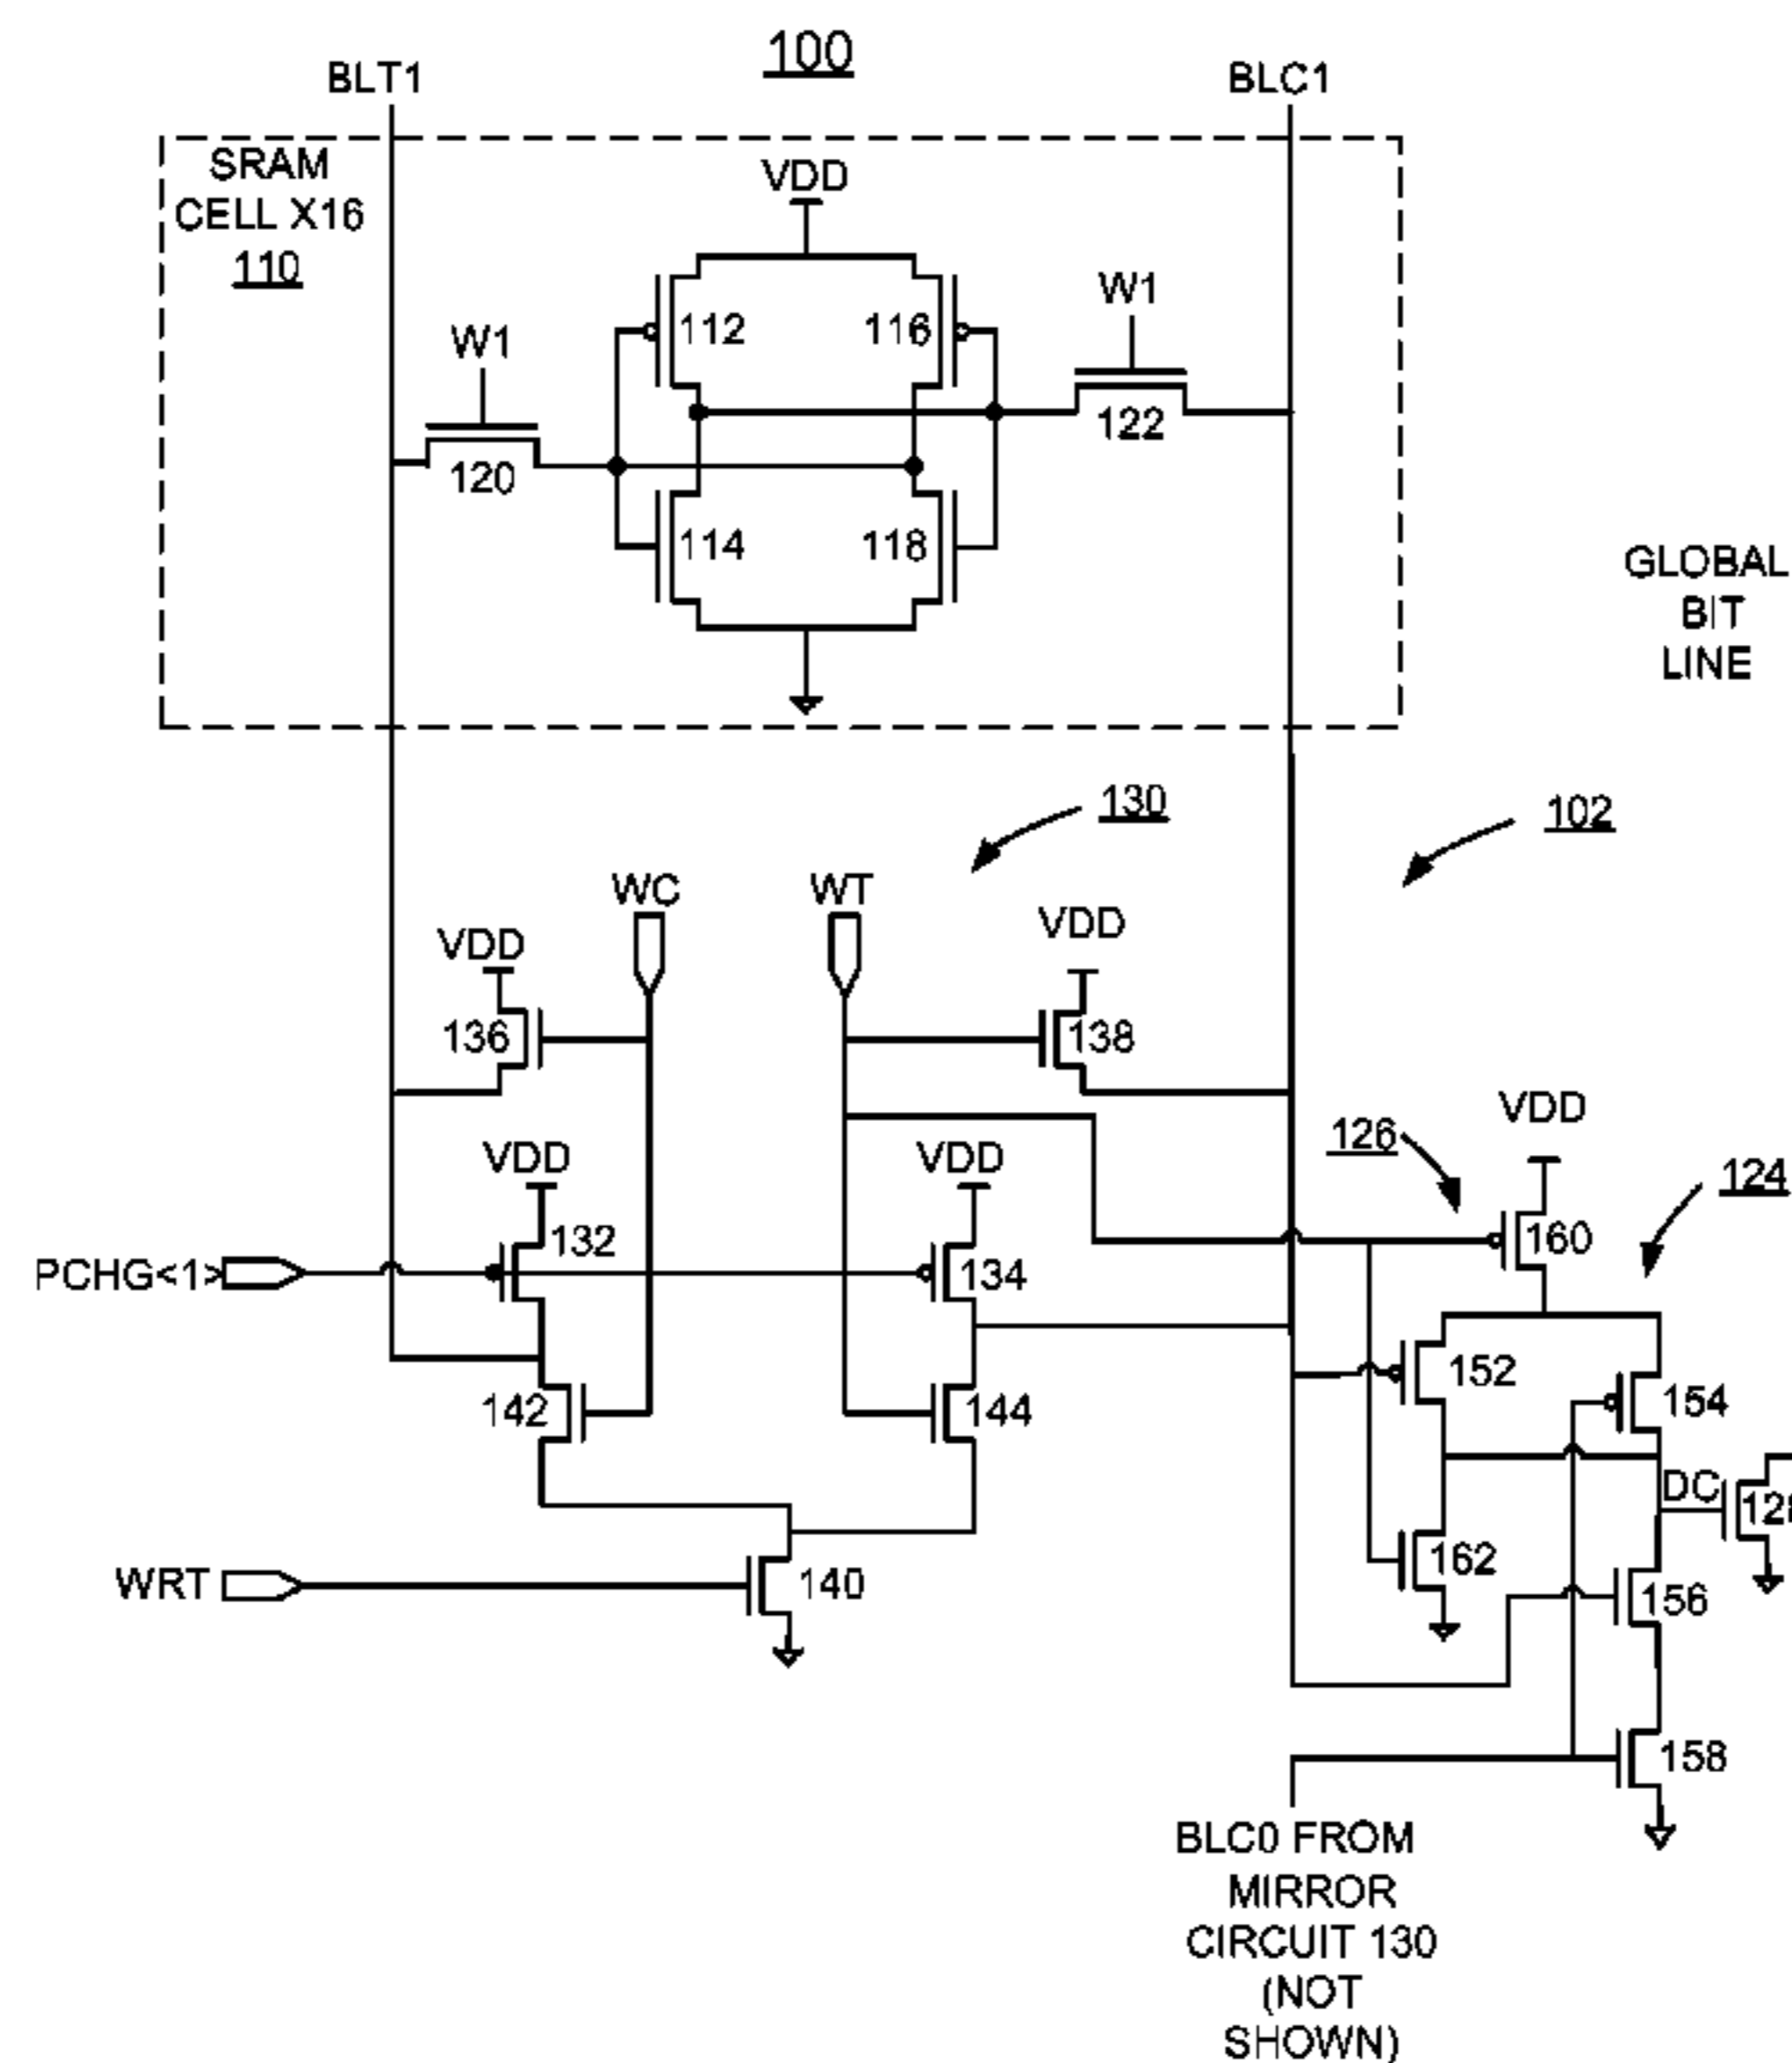 100
BLT1
BLC1
SRAM
CELL X16
110
VDD
W1
W1
112
116
120
122
114
118
GLOBAL
BIT
LINE
130
102
WC
WT
VDD
VDD
136
138
VDD
126
124
VDD
VDD
132
134
160
PCHG<1>
152
154
142
144
DC
162
156
WRT
140
158
BLC0 FROM
MIRROR
CIRCUIT 130
(NOT
SHOWN)